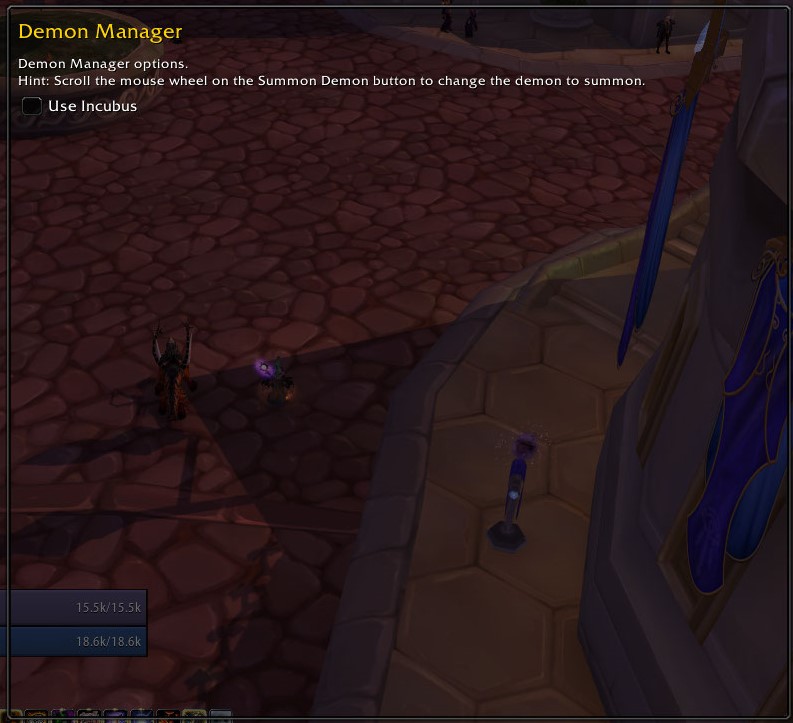 Demon Manager
Demon Manager options.
Hint: Scroll the mouse wheel on the Summon Demon button to change the demon to summon.
Use Incubus
15.5k/15.5k
18.6k/18.6k